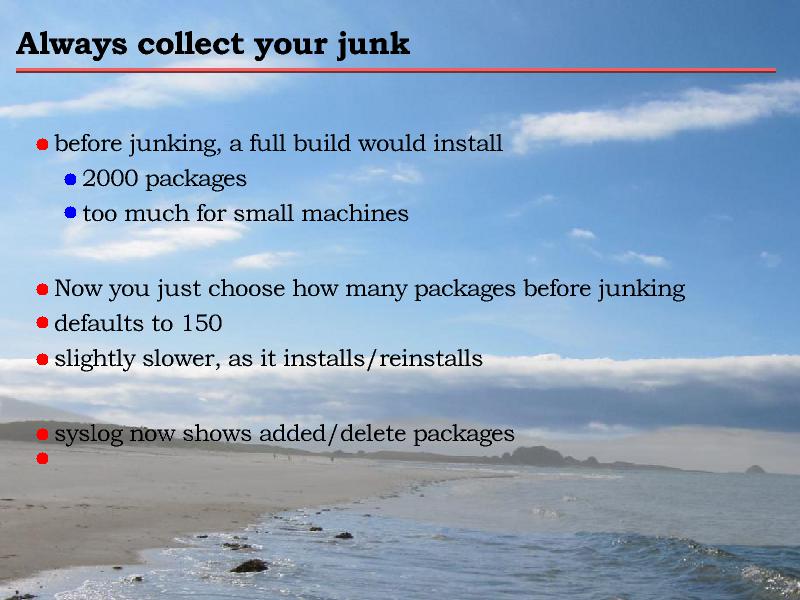 Always collect your junk
before junking, a full build would install
2000 packages
too much for small machines
Now you just choose how many packages before junking
defaults to 150
slightly slower, as it installs/reinstalls
syslog now shows added/delete packages